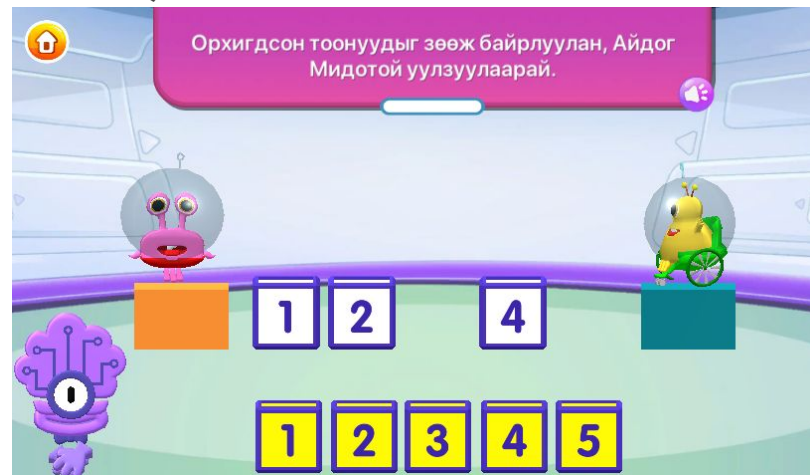 Орхигдсон тоонуудыг зөөж байрлуулан, Айдог
Мидотой уулзуулаарай.
1 2 4
1 2 3 4 5